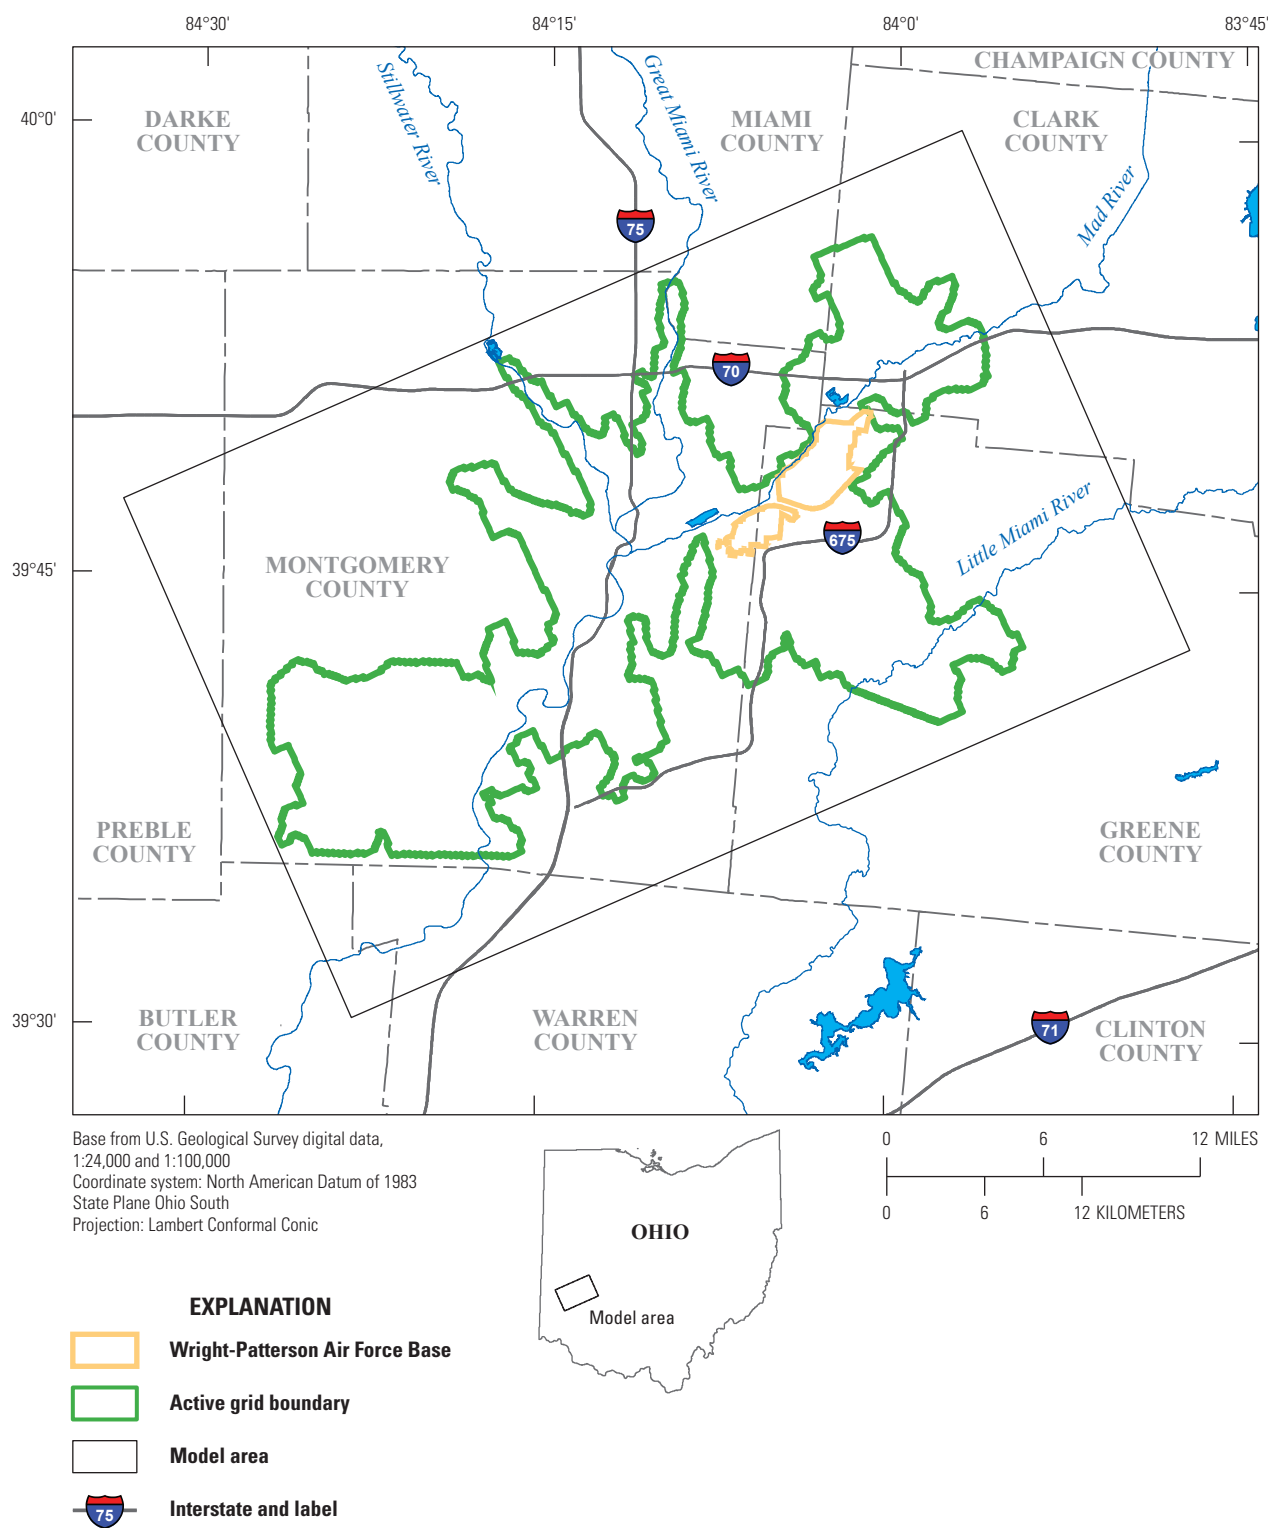 84°30'
84°15'
84°0'
83°45'
40°0'
39°45'
39°30'
CHAMPAIGN COUNTY
DARKE
COUNTY
Stillwater River
Great Miami River
MIAMI
COUNTY
CLARK
COUNTY
Mad River
75
70
675
Little Miami River
MONTGOMERY
COUNTY
PREBLE
COUNTY
GREENE
COUNTY
BUTLER
COUNTY
WARREN
COUNTY
71
CLINTON
COUNTY
Base from U.S. Geological Survey digital data,
1:24,000 and 1:100,000
Coordinate system: North American Datum of 1983
State Plane Ohio South
Projection: Lambert Conformal Conic
0 6 12 MILES
0 6 12 KILOMETERS
OHIO
Model area
EXPLANATION
Wright-Patterson Air Force Base
Active grid boundary
Model area
75 Interstate and label